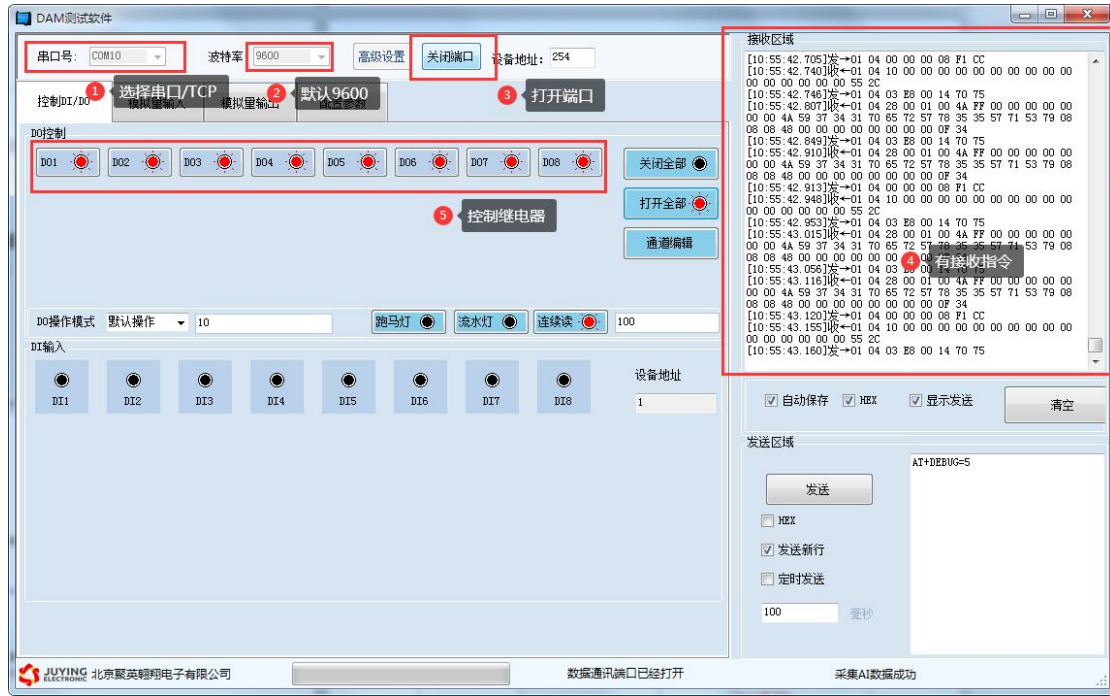 DAM测试软件
串口号: COM10 波特率 9600 高级设置 关闭端口 设备地址: 254
1 选择串口/TCP 2 默认9600 3 打开端口
控制DI/DO 模拟量输入 模拟量输出 配置参数
DO控制
DO1 DO2 DO3 DO4 DO5 DO6 DO7 DO8 关闭全部
打开全部
5 控制继电器
通道编辑
DO操作模式 默认操作 10 跑马灯 流水灯 连续读 100
DI输入
设备地址
DI1 DI2 DI3 DI4 DI5 DI6 DI7 DI8 1
接收区域
[10:55:42.705]发→01 04 00 00 00 08 F1 CC
[10:55:42.740]收←01 04 10 00 00 00 00 00 00 00 00 00 00
00 00 00 00 00 00 55 2C
[10:55:42.746]发→01 04 03 E8 00 14 70 75
[10:55:42.807]收←01 04 28 00 01 00 4A FF 00 00 00 00 00
00 00 4A 59 37 34 31 70 65 72 57 78 35 35 57 71 53 79 08
08 08 48 00 00 00 00 00 00 00 00 0F 34
[10:55:42.849]发→01 04 03 E8 00 14 70 75
[10:55:42.910]收←01 04 28 00 01 00 4A FF 00 00 00 00 00
00 00 4A 59 37 34 31 70 65 72 57 78 35 35 57 71 53 79 08
08 08 48 00 00 00 00 00 00 00 00 0F 34
[10:55:42.913]发→01 04 00 00 00 08 F1 CC
[10:55:42.948]收←01 04 10 00 00 00 00 00 00 00 00 00 00
00 00 00 00 00 00 55 2C
[10:55:42.953]发→01 04 03 E8 00 14 70 75
[10:55:43.015]收←01 04 28 00 01 00 4A FF 00 00 00 00 00
00 00 4A 59 37 34 31 70 65 72 57 78 35 35 57 71 53 79 08
08 08 48 00 00 00 00 00 00
4 有接收指令
[10:55:43.056]发→01 04 03 E8 00 14 70 75
[10:55:43.116]收←01 04 28 00 01 00 4A FF 00 00 00 00 00
00 00 4A 59 37 34 31 70 65 72 57 78 35 35 57 71 53 79 08
08 08 48 00 00 00 00 00 00 00 00 0F 34
[10:55:43.120]发→01 04 00 00 00 08 F1 CC
[10:55:43.155]收←01 04 10 00 00 00 00 00 00 00 00 00 00
00 00 00 00 00 00 55 2C
[10:55:43.160]发→01 04 03 E8 00 14 70 75
自动保存 HEX 显示发送 清空
发送区域
AT+DEBUG=5
发送
HEX
发送新行
定时发送
100 毫秒
JUYING ELECTRONIC 北京聚英翱翔电子有限公司 数据通讯端口已经打开 采集AI数据成功